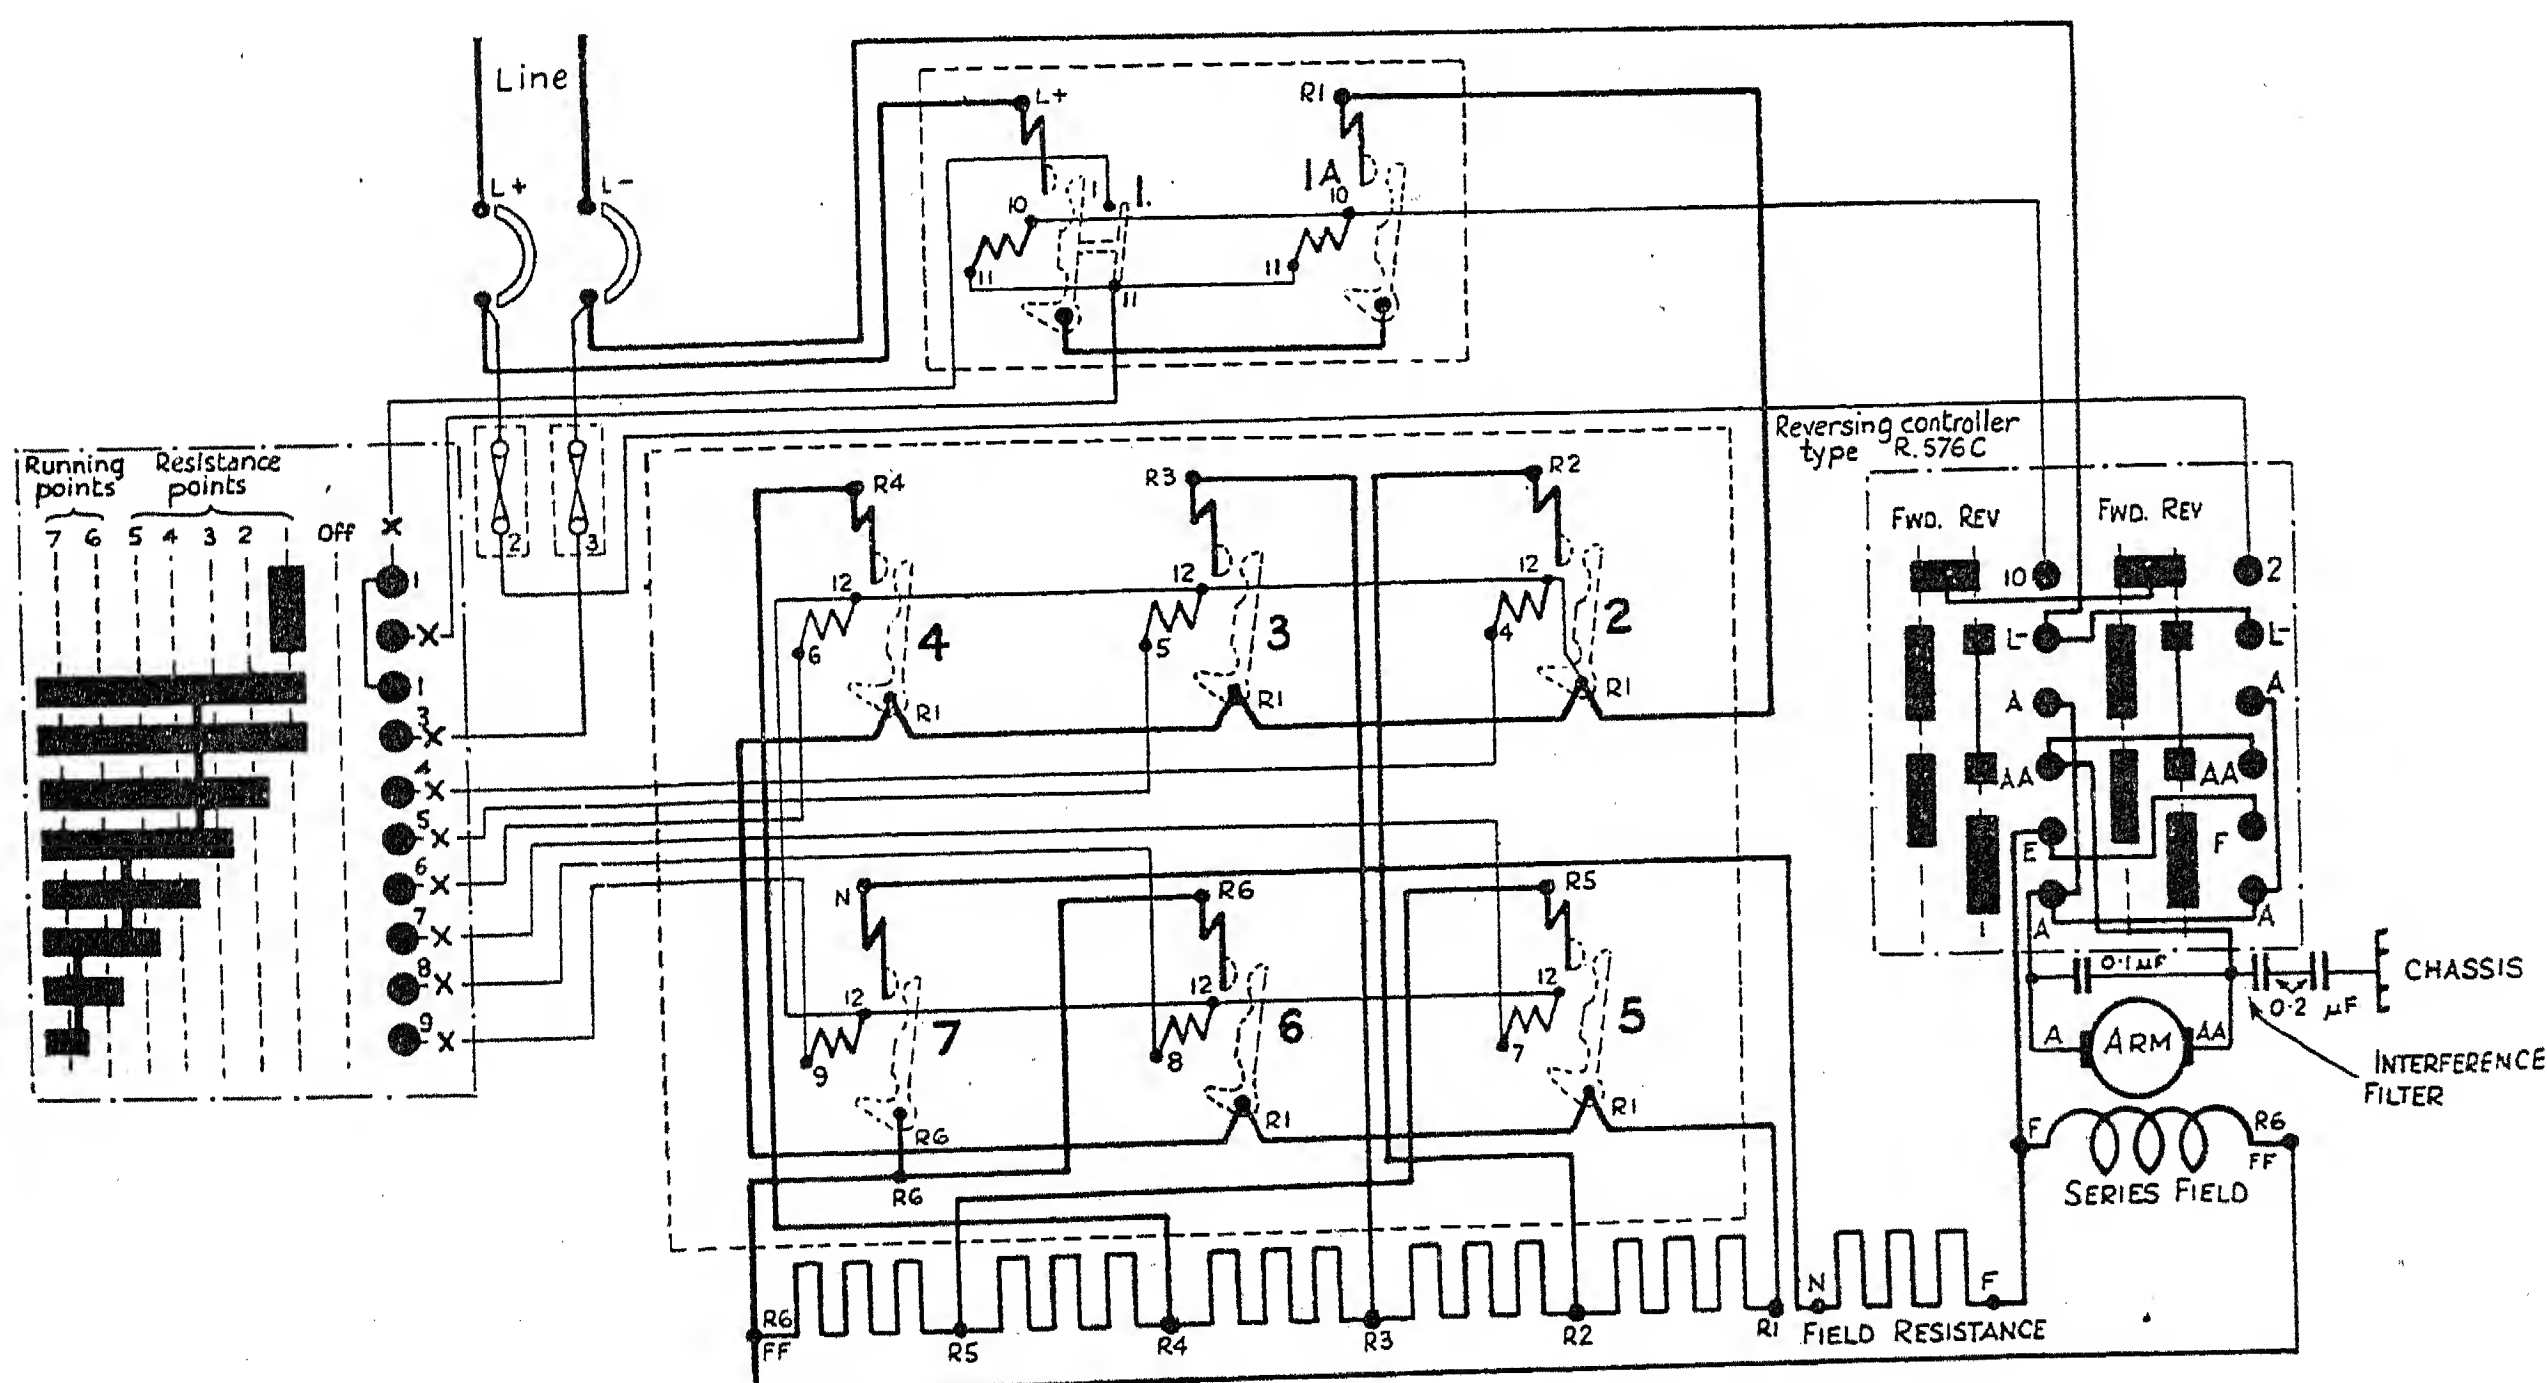 Line
L+
L-
L+
R1
1
1.
1A
10
10
11
11
11
Running points
Resistance points
7 6 5 4 3 2 Off
X
1
X
1
3 X
4 X
5 X
6 X
7 X
8 X
9 X
2
3
R4
12
6
4
R1
R3
12
5
3
R1
R2
12
4
2
R1
N
12
9
7
R6
R6
R6
12
8
6
R1
R5
12
7
5
R1
Reversing controller
type R.576C
FWD. REV
FWD. REV
10
2
L-
L-
A
A
AA
AA
E
F
A
A
0.1 µF
0.2 µF
CHASSIS
A
ARM
AA
INTERFERENCE
FILTER
F
R6
FF
SERIES FIELD
R6
FF
R5
R4
R3
R2
R1
N
F
FIELD RESISTANCE